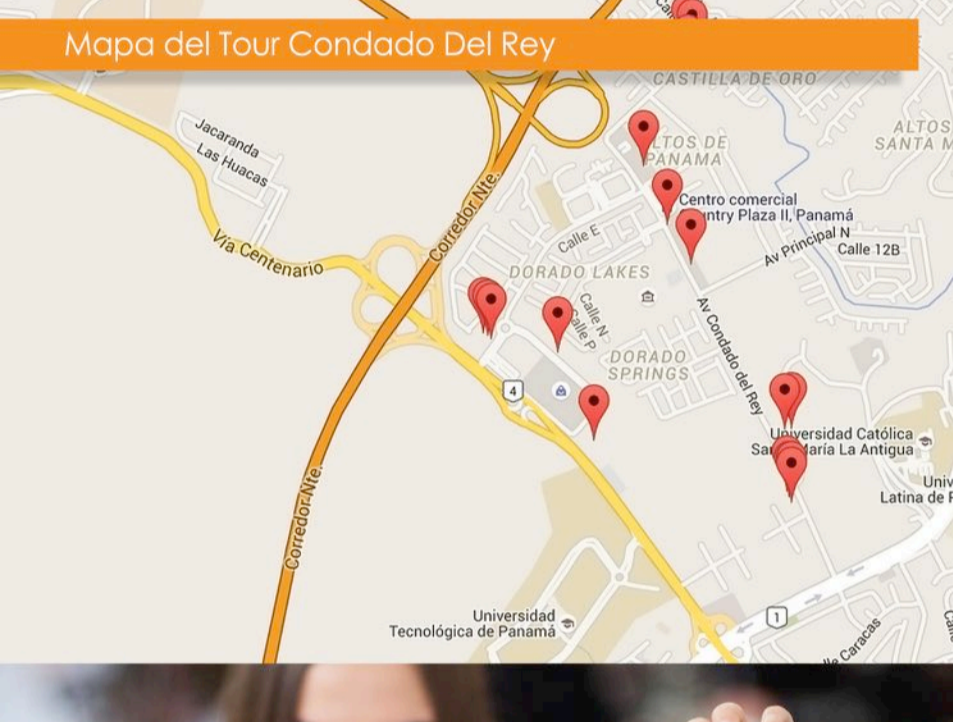 Mapa del Tour Condado Del Rey
CASTILLA DE ORO
Jacaranda
Las Huacas
ALTOS DE
PANAMA
ALTOS
SANTA M
Centro comercial
Plaza II, Panamá
Corredor Nte.
Calle E
Av Principal N
Calle 12B
Vía Centenario
DORADO LAKES
Calle N
Calle P
DORADO
SPRINGS
Av Condado del Rey
4
Universidad Católica
María La Antigua
Univ
Latina de P
Corredor Nte.
Universidad
Tecnológica de Panamá
1
Caracas